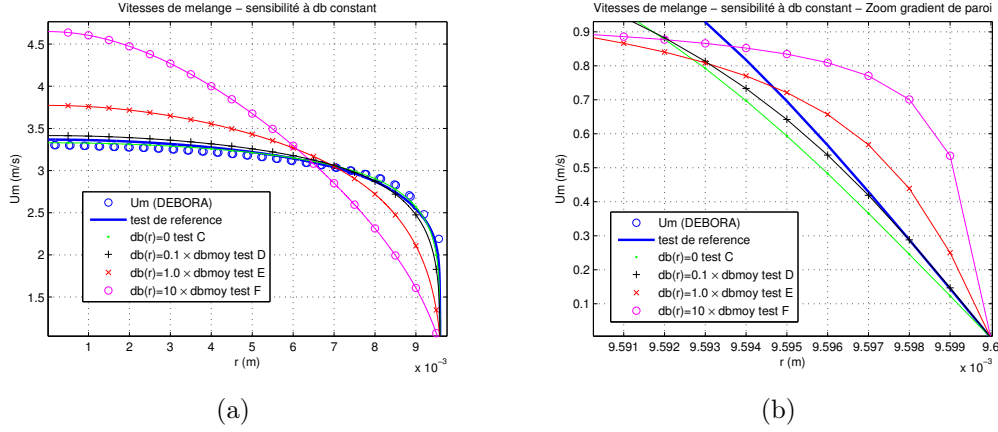 Vitesses de melange − sensibilité à db constant
4.5
4
3.5
3
2.5
2
1.5
Um (m/s)
Um (DEBORA)
test de reference
db(r)=0 test C
db(r)=0.1 × dbmoy test D
db(r)=1.0 × dbmoy test E
db(r)=10 × dbmoy test F
1 2 3 4 5 6 7 8 9
r (m)
x 10⁻³
(a)
Vitesses de melange − sensibilité à db constant − Zoom gradient de paroi
0.9
0.8
0.7
0.6
0.5
0.4
0.3
0.2
0.1
Um (m/s)
Um (DEBORA)
test de reference
db(r)=0 test C
db(r)=0.1 × dbmoy test D
db(r)=1.0 × dbmoy test E
db(r)=10 × dbmoy test F
9.591 9.592 9.593 9.594 9.595 9.596 9.597 9.598 9.599 9.6
r (m)
x 10⁻³
(b)